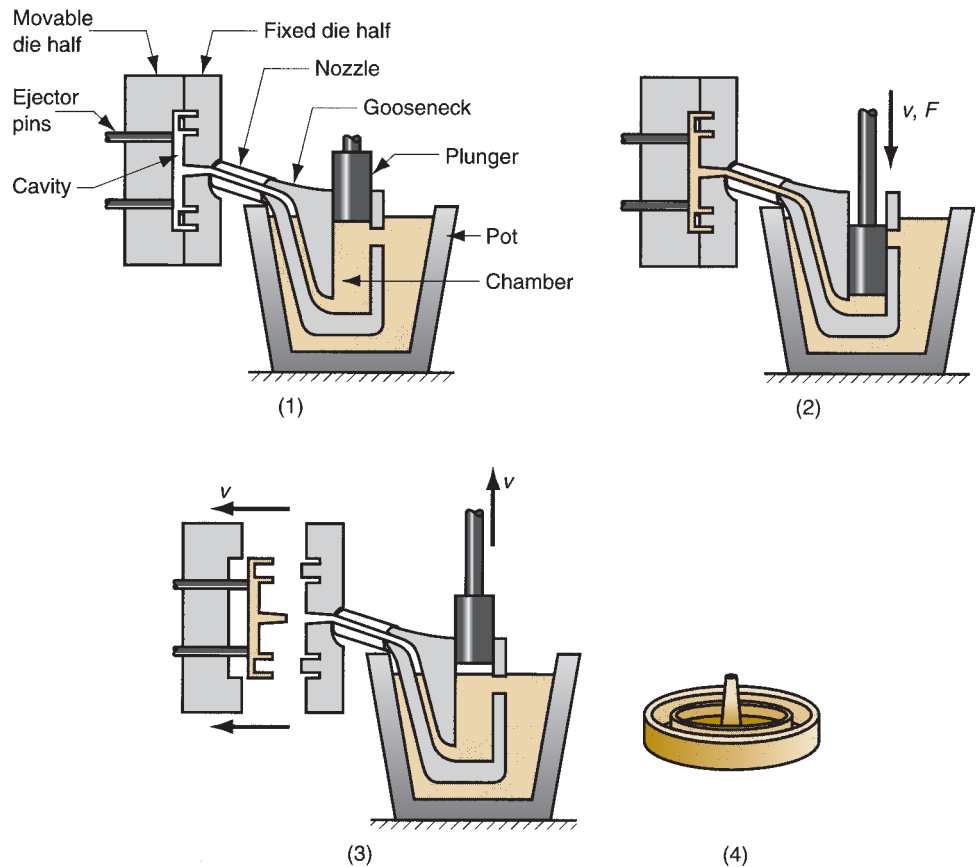 Movable
die half
Fixed die half
Nozzle
Ejector
pins
Gooseneck
Plunger
Cavity
Pot
Chamber
(1)
v, F
(2)
v
v
(3)
(4)